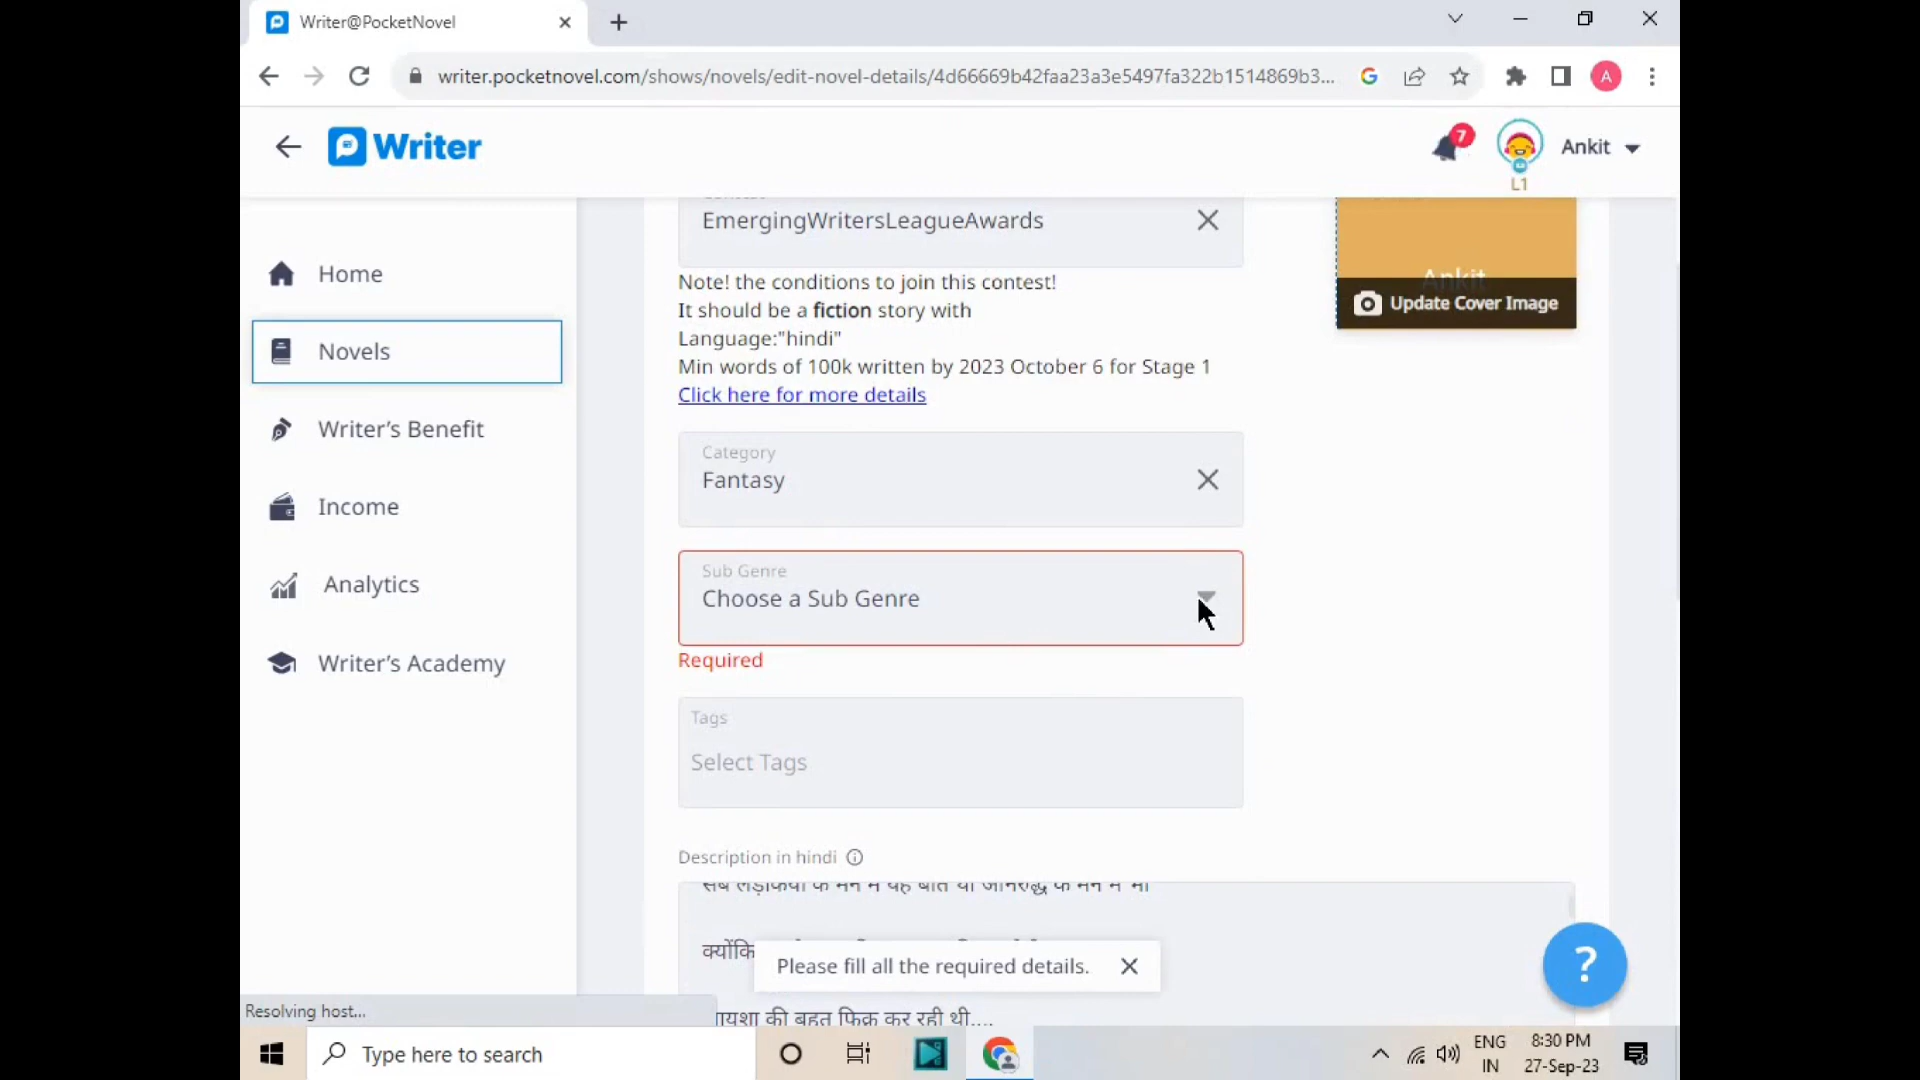 Writer@PocketNovel
writer.pocketnovel.com/shows/novels/edit-novel-details/4d66669b42faa23a3e5497fa322b1514869b3...
A
Writer
7
L1
Ankit
Home
Novels
Writer's Benefit
Income
Analytics
Writer's Academy
EmergingWritersLeagueAwards
Note! the conditions to join this contest!
It should be a fiction story with
Language:"hindi"
Min words of 100k written by 2023 October 6 for Stage 1
Click here for more details
Ankit
Update Cover Image
Category
Fantasy
Sub Genre
Choose a Sub Genre
Required
Tags
Select Tags
Description in hindi
क्योंकि
Please fill all the required details.
की बहुत फिक्र कर रही थी....
?
Resolving host...
Type here to search
ENG
IN
8:30 PM
27-Sep-23